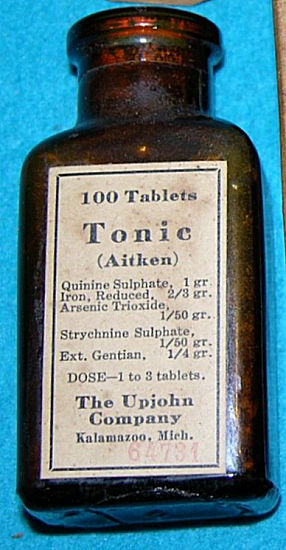 100 Tablets
Tonic
(Aitken)
Quinine Sulphate, 1 gr.
Iron, Reduced, 2/3 gr.
Arsenic Trioxide,
1/50 gr.
Strychnine Sulphate,
1/50 gr.
Ext. Gentian, 1/4 gr.
DOSE—1 to 3 tablets.
The Upjohn
Company
Kalamazoo, Mich.
64731